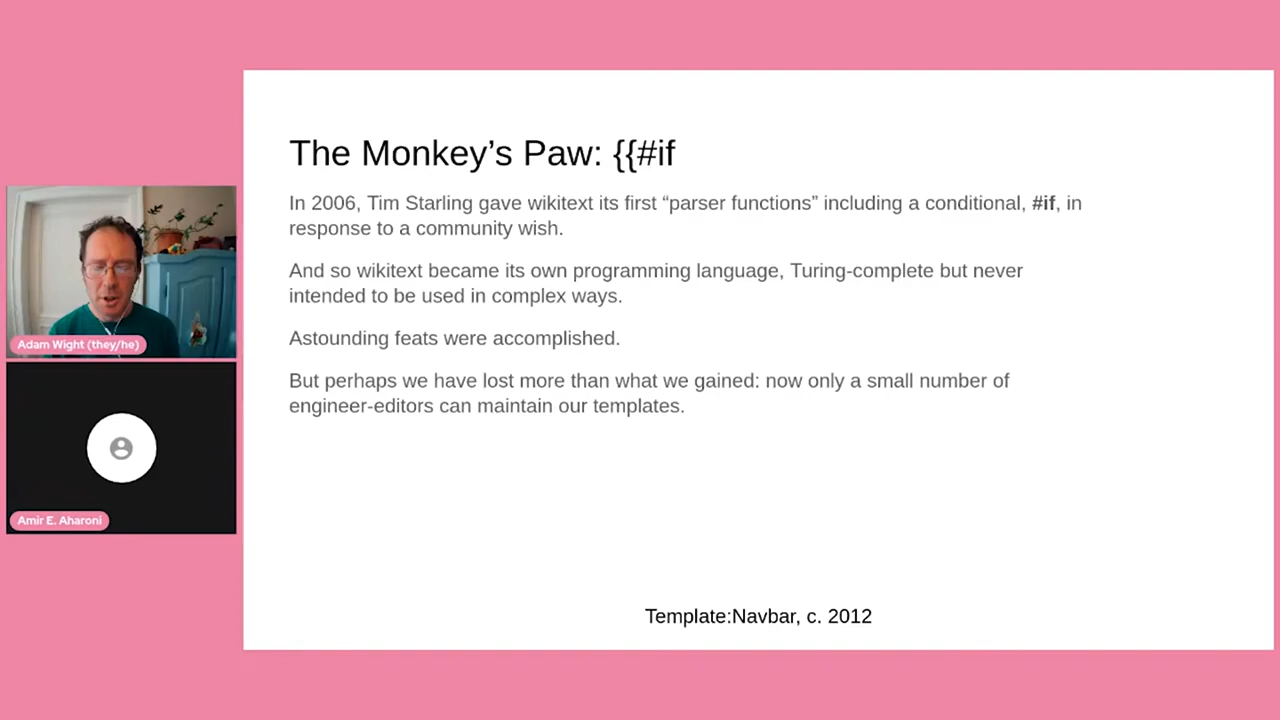 The Monkey’s Paw: {{#if
In 2006, Tim Starling gave wikitext its first “parser functions” including a conditional, #if, in
response to a community wish.
And so wikitext became its own programming language, Turing-complete but never
intended to be used in complex ways.
Astounding feats were accomplished.
But perhaps we have lost more than what we gained: now only a small number of
engineer-editors can maintain our templates.
Template:Navbar, c. 2012
Adam Wight (they/he)
Amir E. Aharoni